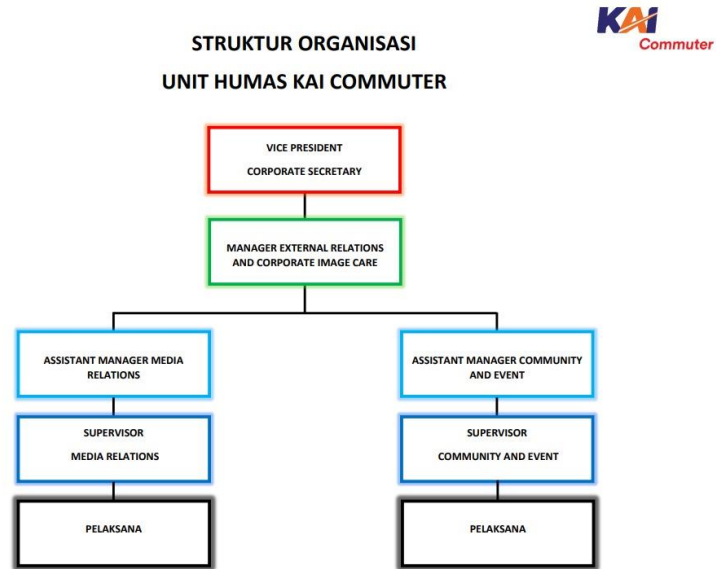 KAI
Commuter
STRUKTUR ORGANISASI
UNIT HUMAS KAI COMMUTER
VICE PRESIDENT
CORPORATE SECRETARY
MANAGER EXTERNAL RELATIONS
AND CORPORATE IMAGE CARE
ASSISTANT MANAGER MEDIA
RELATIONS
ASSISTANT MANAGER COMMUNITY
AND EVENT
SUPERVISOR
MEDIA RELATIONS
SUPERVISOR
COMMUNITY AND EVENT
PELAKSANA
PELAKSANA